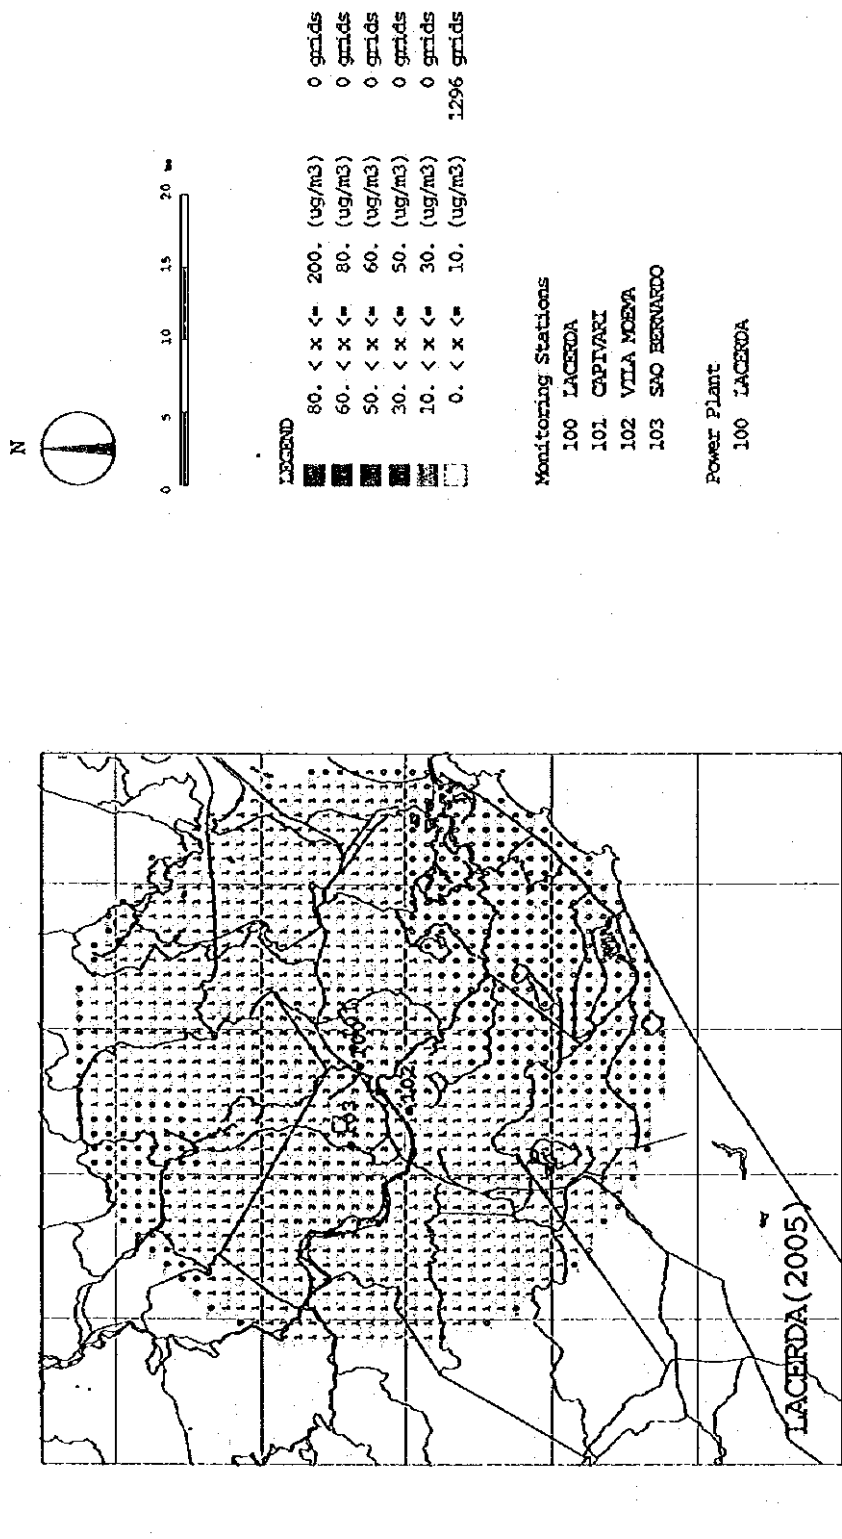 N
0 5 10 15 20
LEGEND
80. < x <= 200. (ug/m3) 0 grids
60. < x <= 80. (ug/m3) 0 grids
50. < x <= 60. (ug/m3) 0 grids
30. < x <= 50. (ug/m3) 0 grids
10. < x <= 30. (ug/m3) 0 grids
0. < x <= 10. (ug/m3) 1296 grids
Monitoring Stations
100 LACERDA
101 CAPIVARI
102 VILA MOEMA
103 SAO BERNARDO
Power Plant
100 LACERDA
103
100
102
LACERDA(2005)